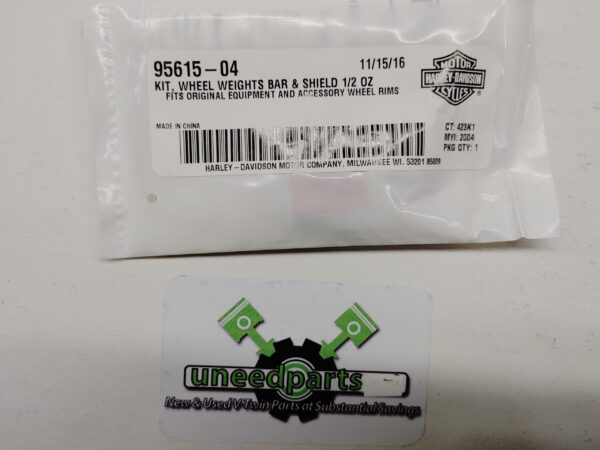 95615-04
11/15/16
KIT, WHEEL WEIGHTS BAR & SHIELD 1/2 OZ
FITS ORIGINAL EQUIPMENT AND ACCESSORY WHEEL RIMS
MOTOR
HARLEY-DAVIDSON
CYCLES
MADE IN CHINA
CT: 423K1
MYI: 2004
PKG QTY: 1
HARLEY-DAVIDSON MOTOR COMPANY, MILWAUKEE WI. 53201 85009
uneedparts
New & Used V-Twin Parts at Substantial Savings